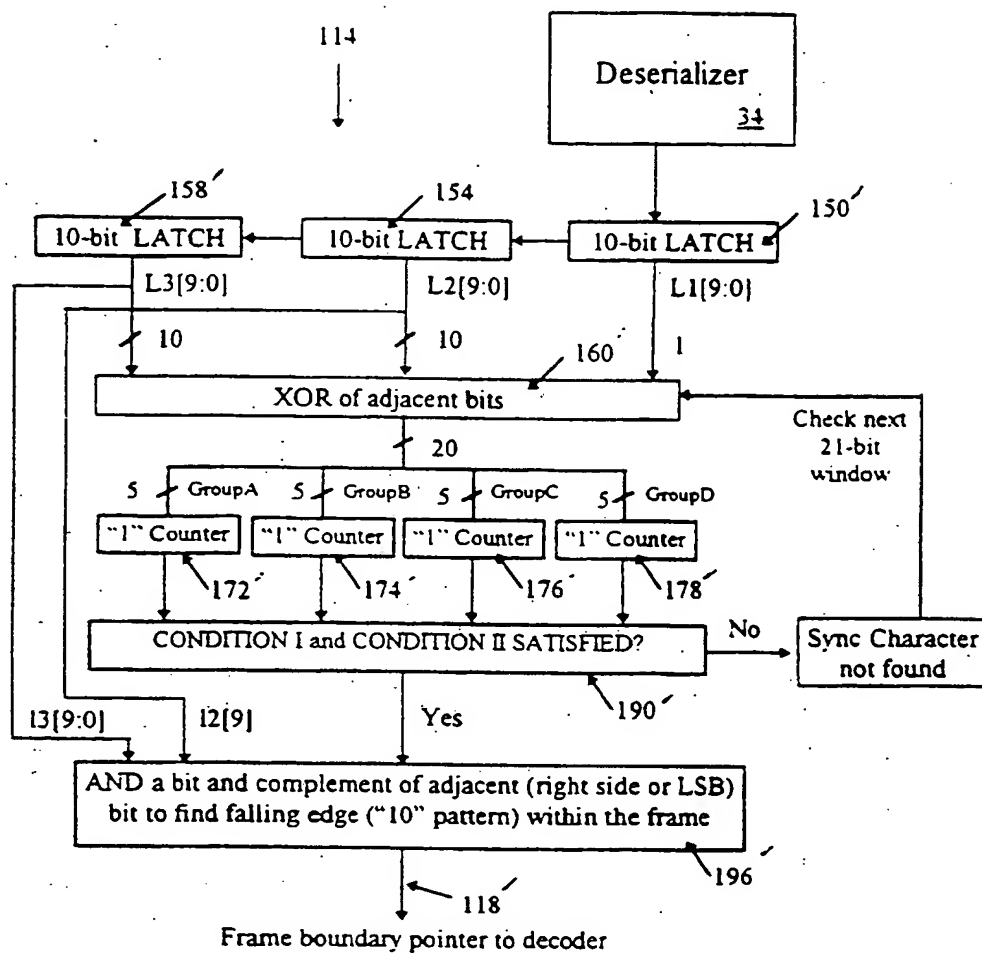 114
Deserializer
34
158'
154
150'
10-bit LATCH
10-bit LATCH
10-bit LATCH
L3[9:0]
L2[9:0]
L1[9:0]
10
10
160'
1
XOR of adjacent bits
20
Check next
21-bit
window
5
GroupA
5
GroupB
5
GroupC
5
GroupD
"1" Counter
"1" Counter
"1" Counter
"1" Counter
172'
174'
176'
178'
CONDITION I and CONDITION II SATISFIED?
No
Sync Character
not found
190'
l3[9:0]
l2[9]
Yes
AND a bit and complement of adjacent (right side or LSB)
bit to find falling edge ("10" pattern) within the frame
196'
118'
Frame boundary pointer to decoder